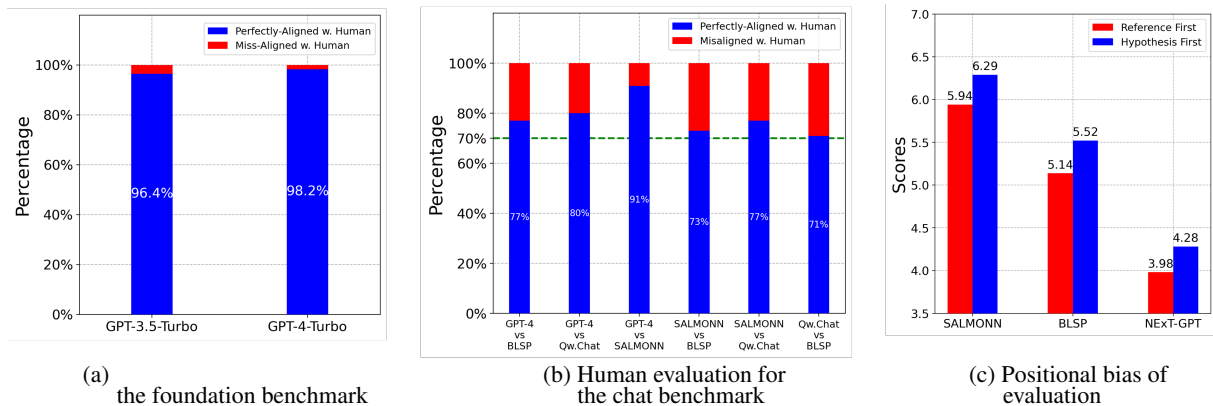 Perfectly-Aligned w. Human
Miss-Aligned w. Human
100%
80%
60%
40%
20%
0%
Percentage
96.4%
98.2%
GPT-3.5-Turbo
GPT-4-Turbo
(a)
the foundation benchmark
Perfectly-Aligned w. Human
Misaligned w. Human
100%
80%
70%
60%
40%
20%
0%
Percentage
77%
80%
91%
73%
77%
71%
GPT-4
vs
BLSP
GPT-4
vs
Qw.Chat
GPT-4
vs
SALMONN
SALMONN
vs
BLSP
SALMONN
vs
Qw.Chat
Qw.Chat
vs
BLSP
(b) Human evaluation for
the chat benchmark
Reference First
Hypothesis First
7.0
6.5
6.0
5.5
5.0
4.5
4.0
3.5
Scores
5.94
6.29
5.14
5.52
3.98
4.28
SALMONN
BLSP
NExT-GPT
(c) Positional bias of
evaluation